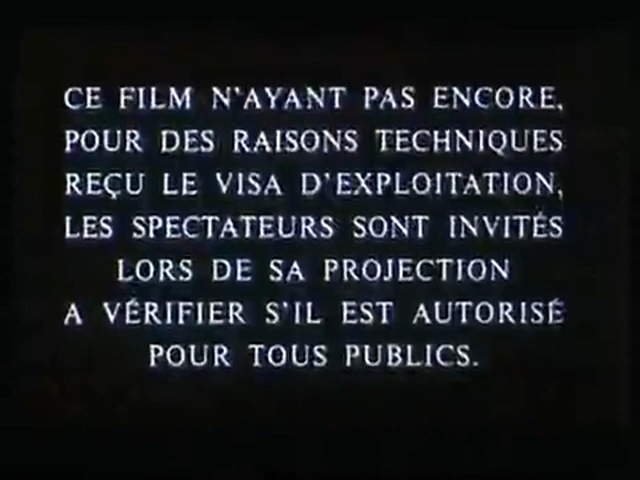 CE FILM N'AYANT PAS ENCORE,
POUR DES RAISONS TECHNIQUES
REÇU LE VISA D'EXPLOITATION,
LES SPECTATEURS SONT INVITÉS
LORS DE SA PROJECTION
A VÉRIFIER S'IL EST AUTORISÉ
POUR TOUS PUBLICS.